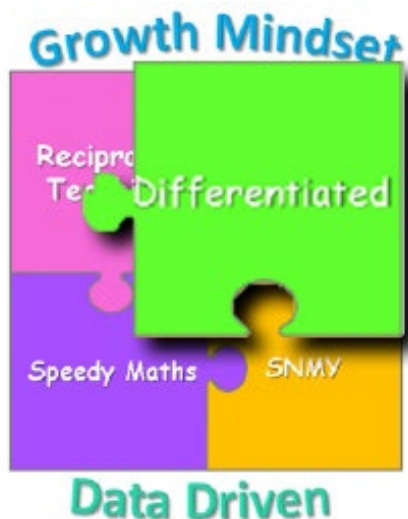 Growth Mindset
Differentiated
Speedy Maths
SNMY
Data Driven